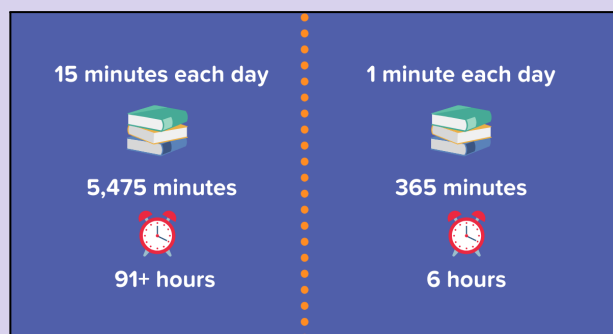 15 minutes each day
5,475 minutes
91+ hours
1 minute each day
365 minutes
6 hours